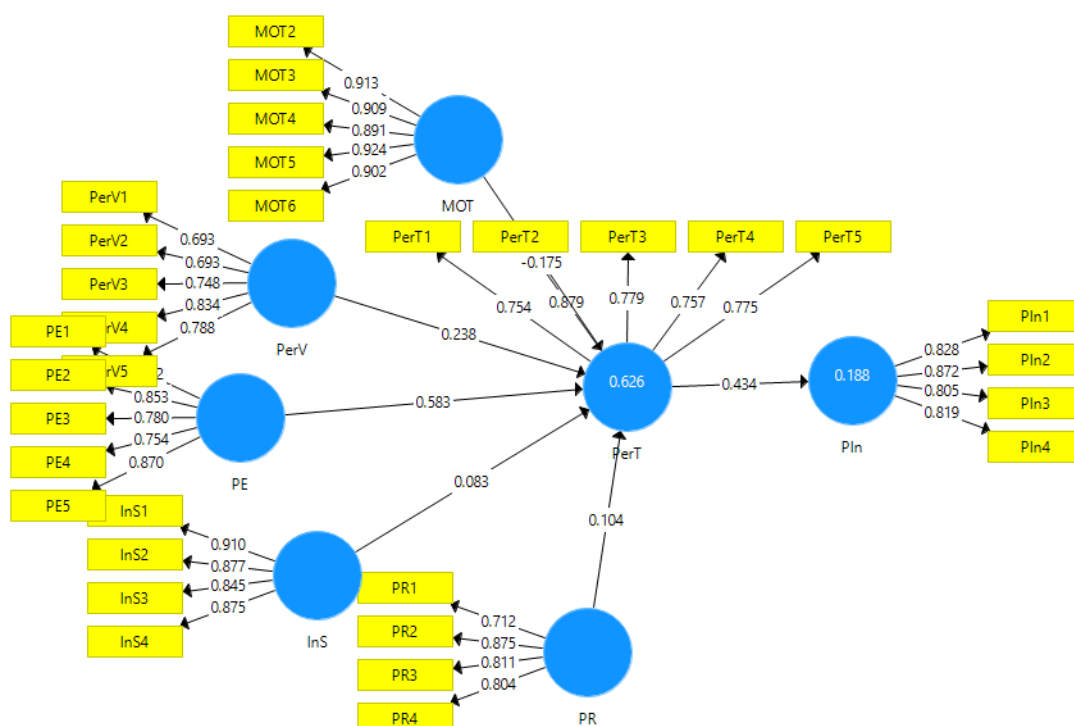 MOT2
MOT3
MOT4
MOT5
MOT6
0.913
0.909
0.891
0.924
0.902
MOT
PerV1
PerV2
PerV3
0.693
0.693
0.748
0.834
0.788
PerV
PE1
PE2
PE3
PE4
PE5
0.853
0.780
0.754
0.870
PE
InS1
InS2
InS3
InS4
0.910
0.877
0.845
0.875
InS
PR1
PR2
PR3
PR4
0.712
0.875
0.811
0.804
PR
PerT1
PerT2
PerT3
PerT4
PerT5
0.754
0.879
0.779
0.757
0.775
-0.175
0.238
0.583
0.083
0.104
0.626
PerT
0.434
0.188
PIn
PIn1
PIn2
PIn3
PIn4
0.828
0.872
0.805
0.819